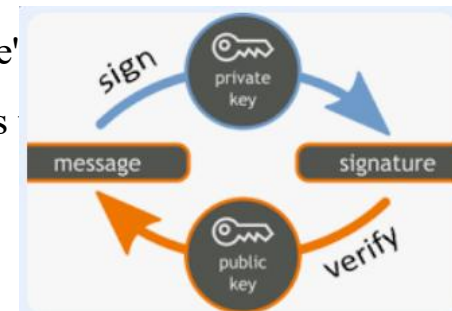 e'
s
sign
private
key
message
signature
public
key
verify